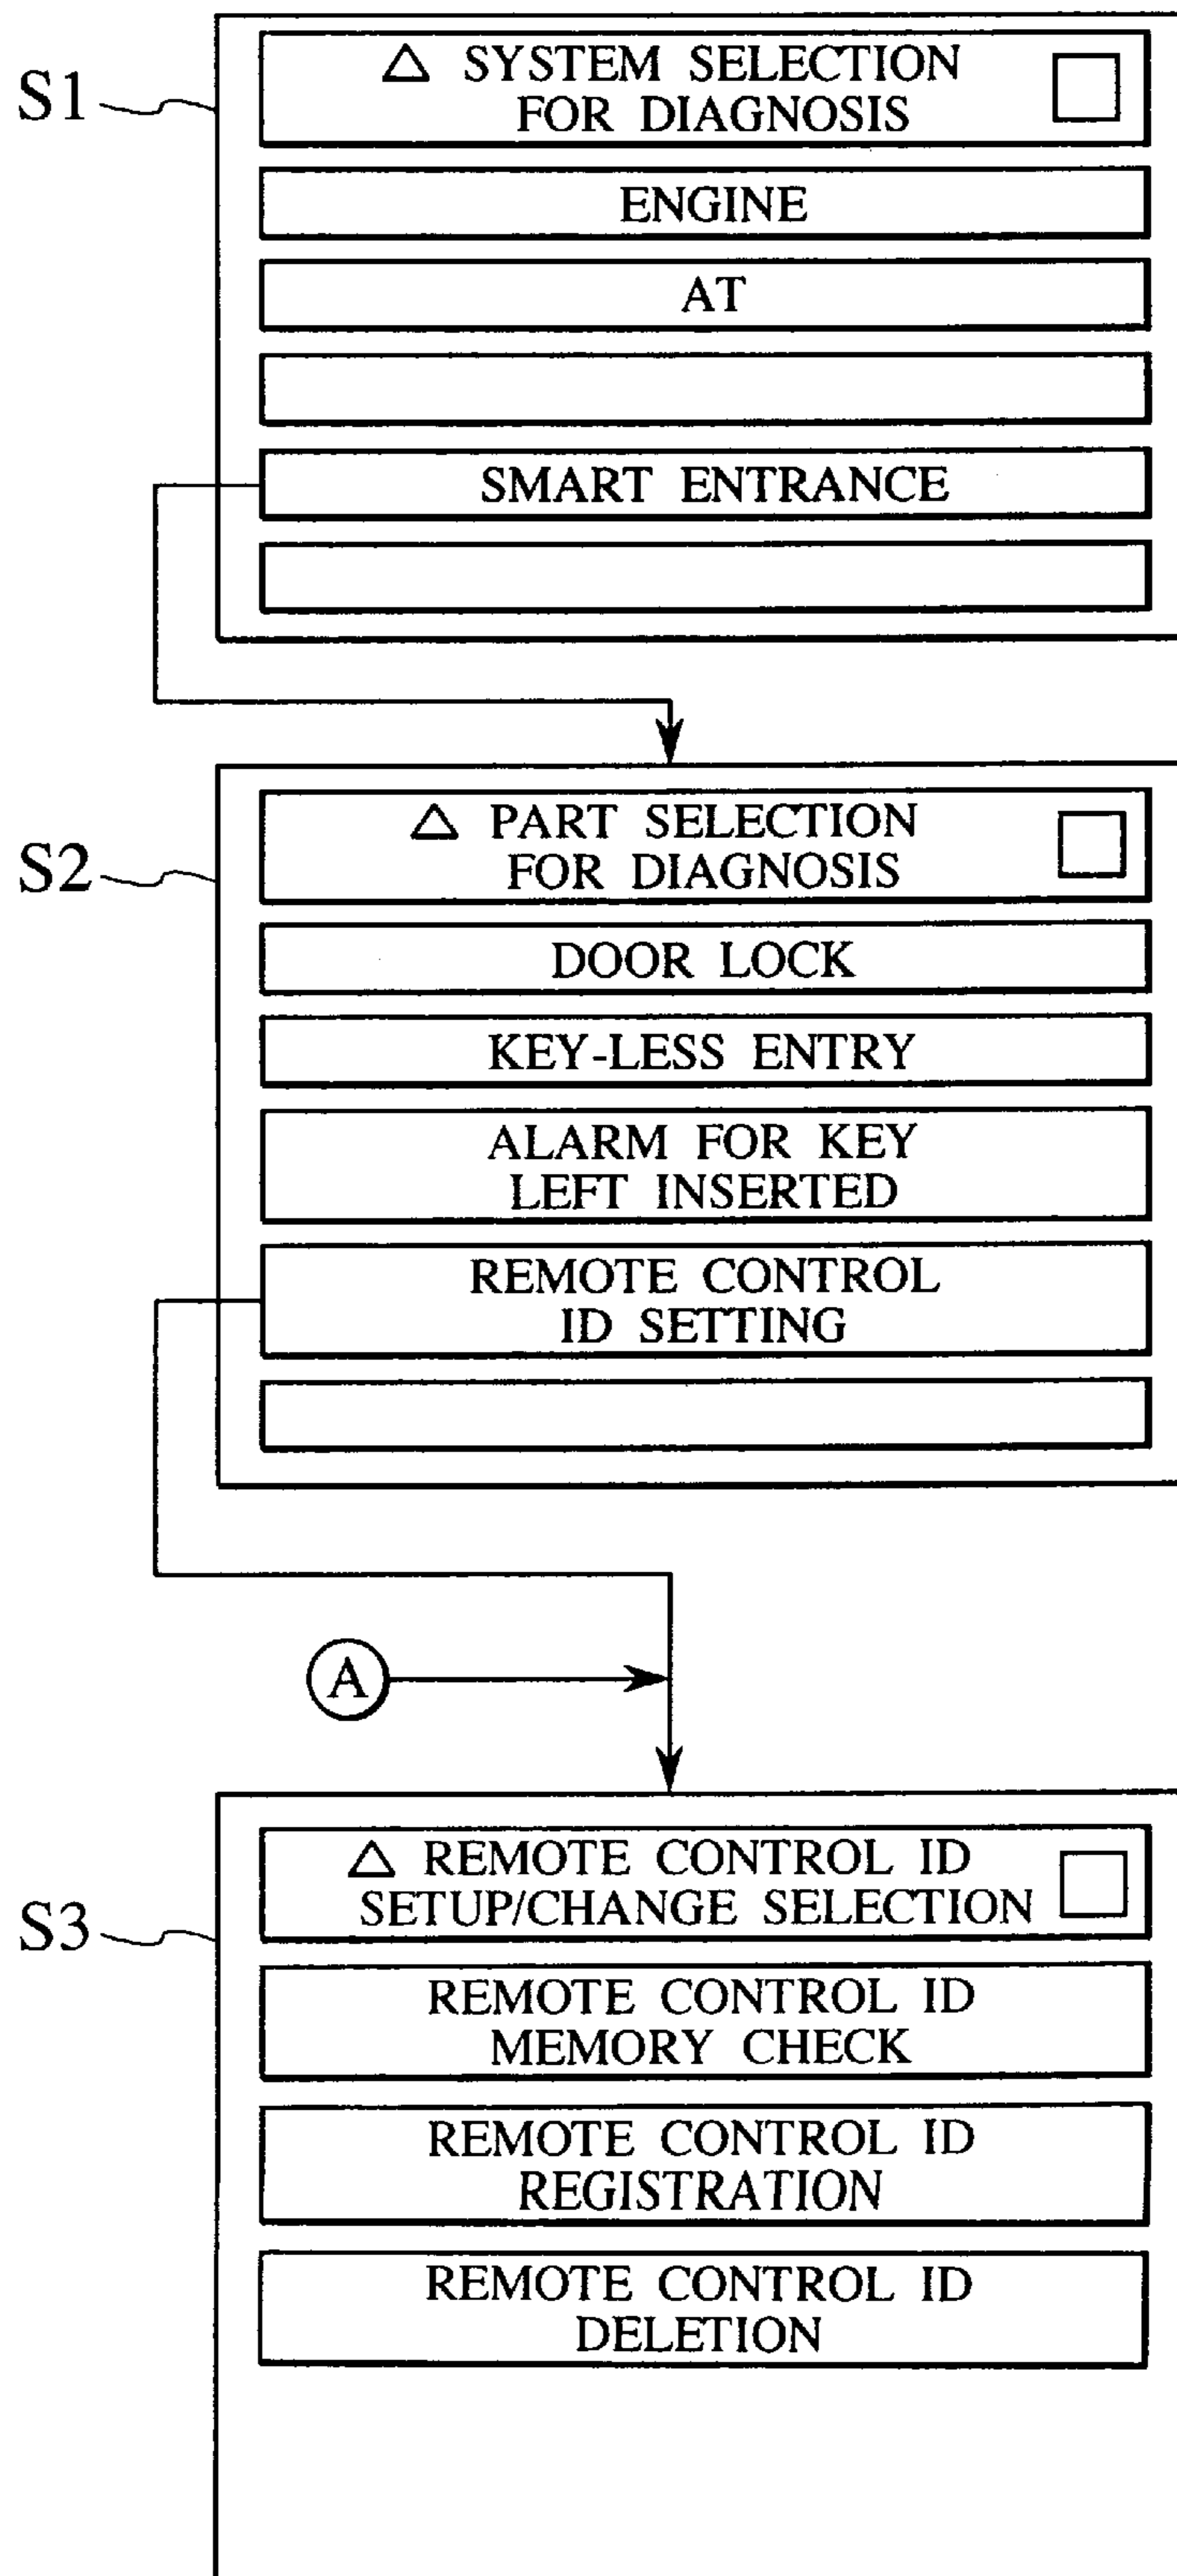 S1
△ SYSTEM SELECTION
FOR DIAGNOSIS
ENGINE
AT
SMART ENTRANCE
S2
△ PART SELECTION
FOR DIAGNOSIS
DOOR LOCK
KEY-LESS ENTRY
ALARM FOR KEY
LEFT INSERTED
REMOTE CONTROL
ID SETTING
A
S3
△ REMOTE CONTROL ID
SETUP/CHANGE SELECTION
REMOTE CONTROL ID
MEMORY CHECK
REMOTE CONTROL ID
REGISTRATION
REMOTE CONTROL ID
DELETION